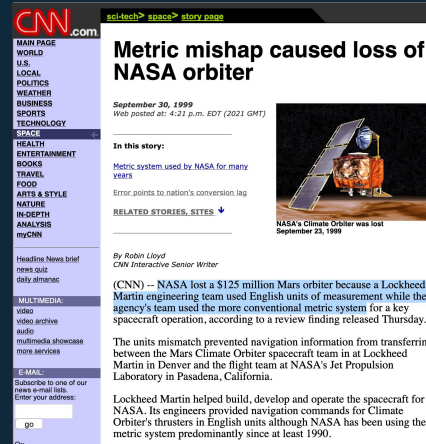 CNN.com
sci-tech> space> story page
MAIN PAGE
WORLD
U.S.
LOCAL
POLITICS
WEATHER
BUSINESS
SPORTS
TECHNOLOGY
SPACE
HEALTH
ENTERTAINMENT
BOOKS
TRAVEL
FOOD
ARTS & STYLE
NATURE
IN-DEPTH
ANALYSIS
myCNN
Headline News brief
news quiz
daily almanac
MULTIMEDIA:
video
video archive
audio
multimedia showcase
more services
E-MAIL:
Subscribe to one of our
news e-mail lists.
Enter your address:
go
Metric mishap caused loss of
NASA orbiter
September 30, 1999
Web posted at: 4:21 p.m. EDT (2021 GMT)
In this story:
Metric system used by NASA for many
years
Error points to nation's conversion lag
RELATED STORIES, SITES
NASA's Climate Orbiter was lost
September 23, 1999
By Robin Lloyd
CNN Interactive Senior Writer
(CNN) -- NASA lost a $125 million Mars orbiter because a Lockheed
Martin engineering team used English units of measurement while the
agency's team used the more conventional metric system for a key
spacecraft operation, according to a review finding released Thursday.
The units mismatch prevented navigation information from transferrin
between the Mars Climate Orbiter spacecraft team in at Lockheed
Martin in Denver and the flight team at NASA's Jet Propulsion
Laboratory in Pasadena, California.
Lockheed Martin helped build, develop and operate the spacecraft for
NASA. Its engineers provided navigation commands for Climate
Orbiter's thrusters in English units although NASA has been using the
metric system predominantly since at least 1990.